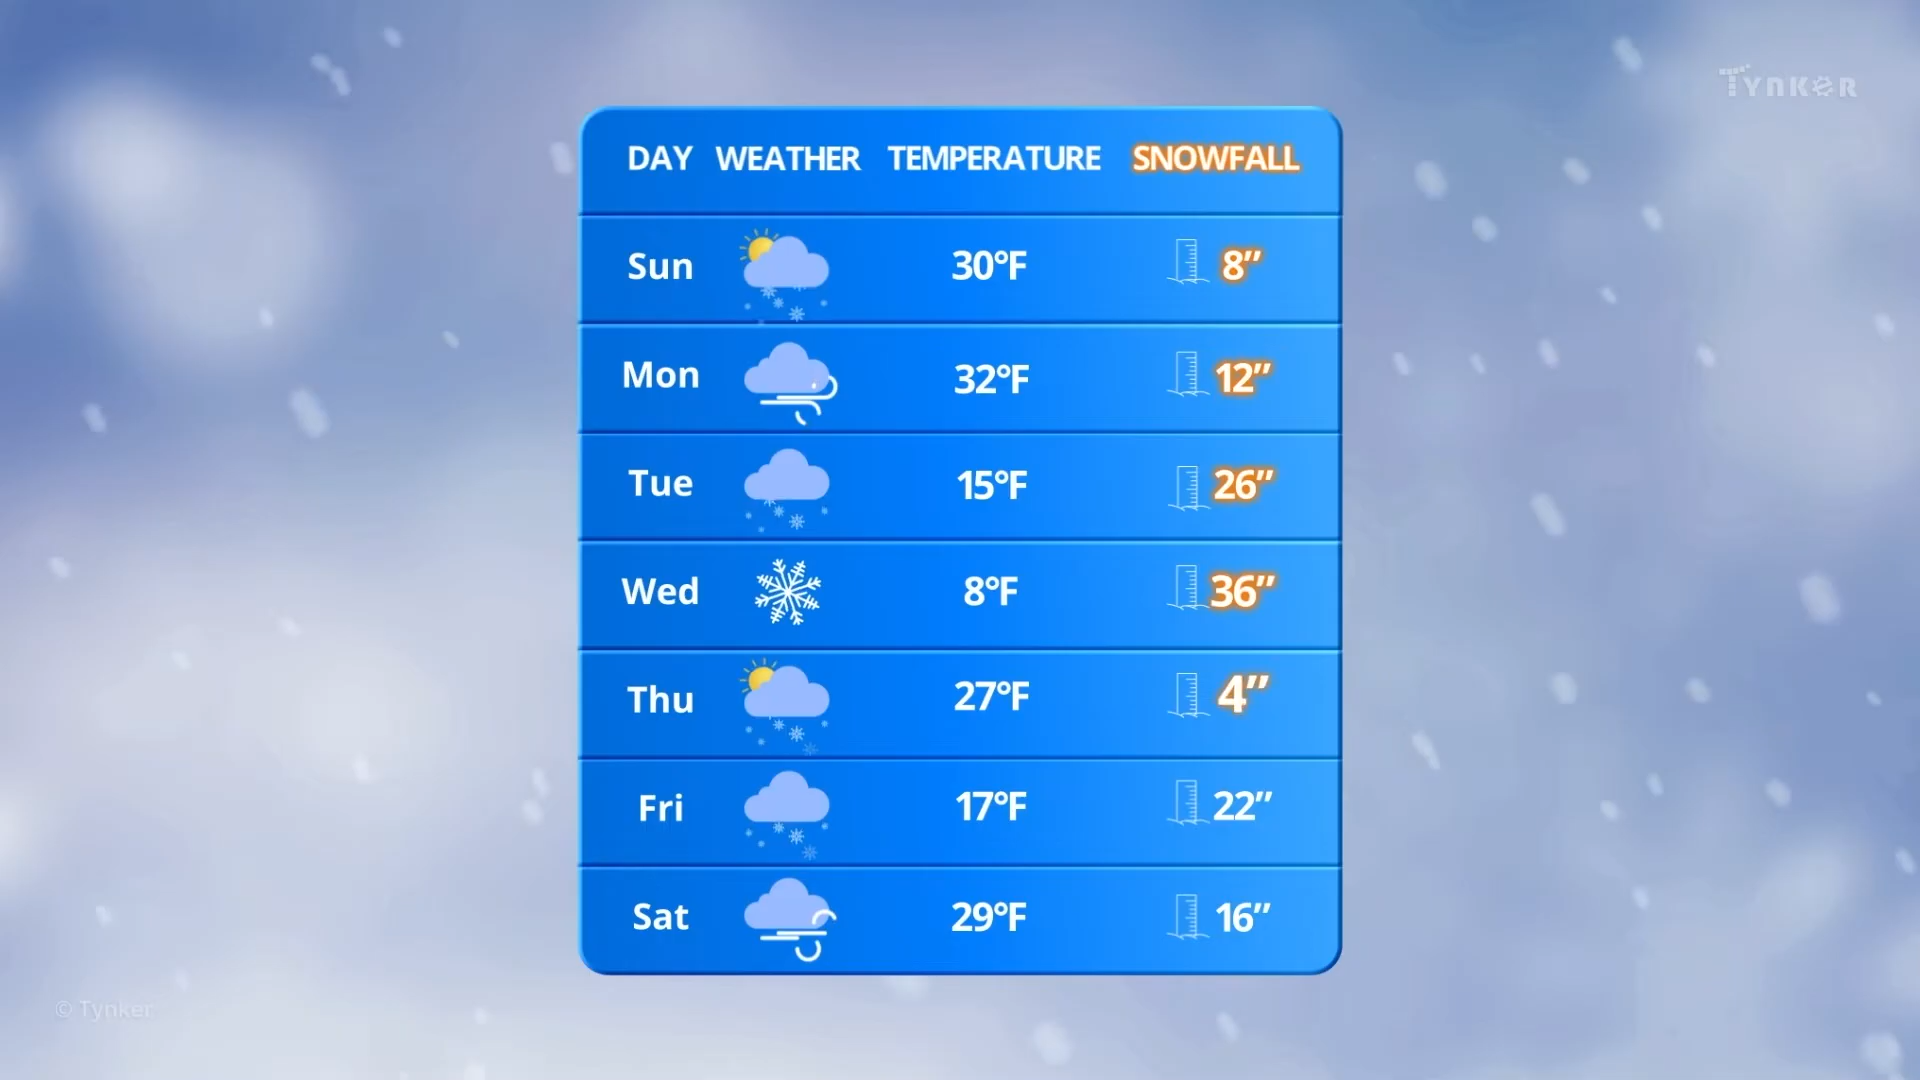 TYNKER
DAY WEATHER TEMPERATURE SNOWFALL
Sun 30°F 8”
Mon 32°F 12”
Tue 15°F 26”
Wed 8°F 36”
Thu 27°F 4”
Fri 17°F 22”
Sat 29°F 16”
© Tynker